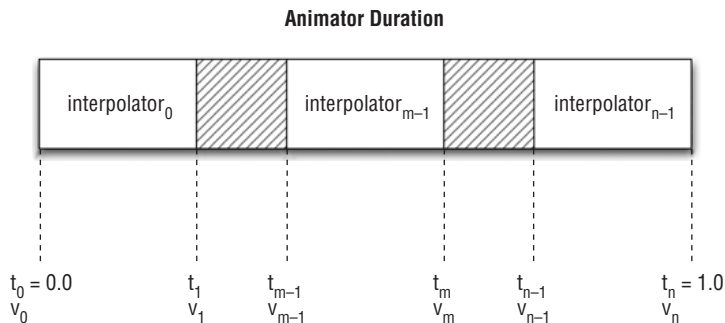 Animator Duration
interpolator₀ interpolatorₘ₋₁ interpolatorₙ₋₁
t₀ = 0.0 t₁ tₘ₋₁ tₘ tₙ₋₁ tₙ = 1.0
v₀ v₁ vₘ₋₁ vₘ vₙ₋₁ vₙ